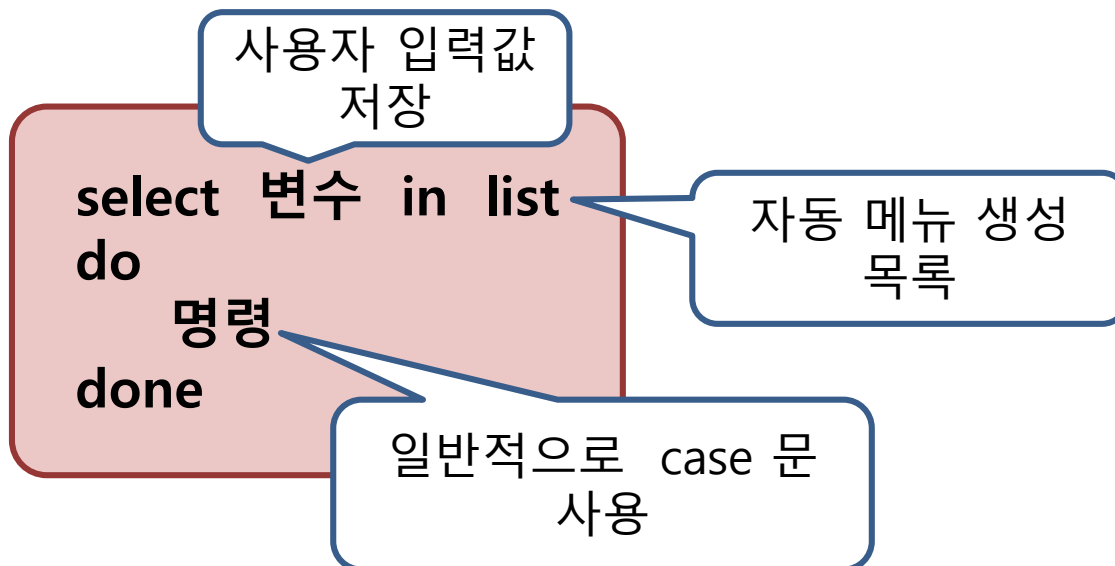 사용자 입력값
저장
select 변수 in list
do
명령
done
자동 메뉴 생성
목록
일반적으로 case 문
사용